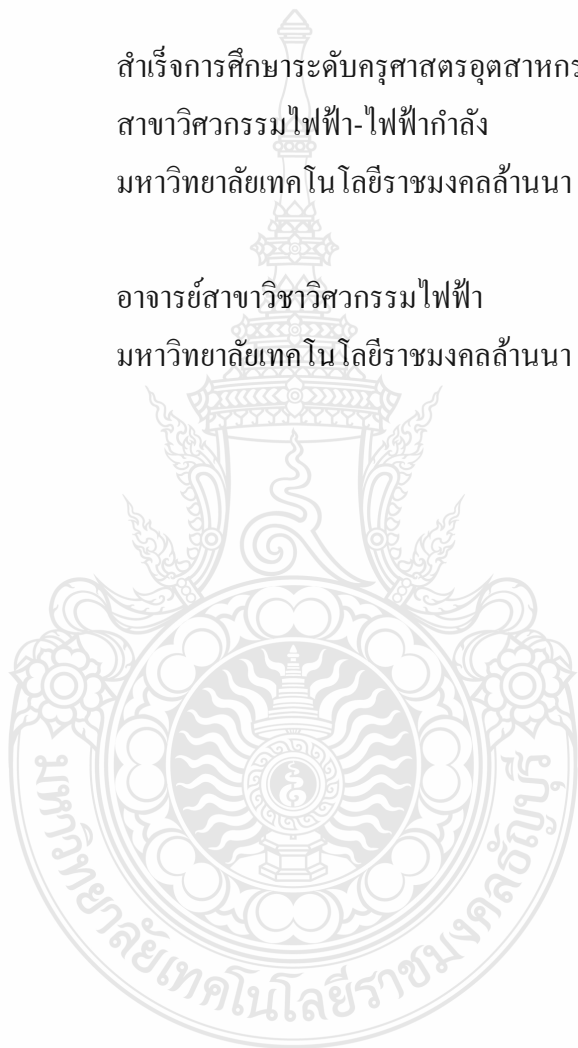 สำเร็จการศึกษาระดับครุศาสตรอุตสาหกร
สาขาวิศวกรรมไฟฟ้า-ไฟฟ้ากำลัง
มหาวิทยาลัยเทคโนโลยีราชมงคลล้านนา
อาจารย์สาขาวิชาวิศวกรรมไฟฟ้า
มหาวิทยาลัยเทคโนโลยีราชมงคลล้านนา
มหาวิทยาลัยเทคโนโลยีราชมงคลธัญบุรี